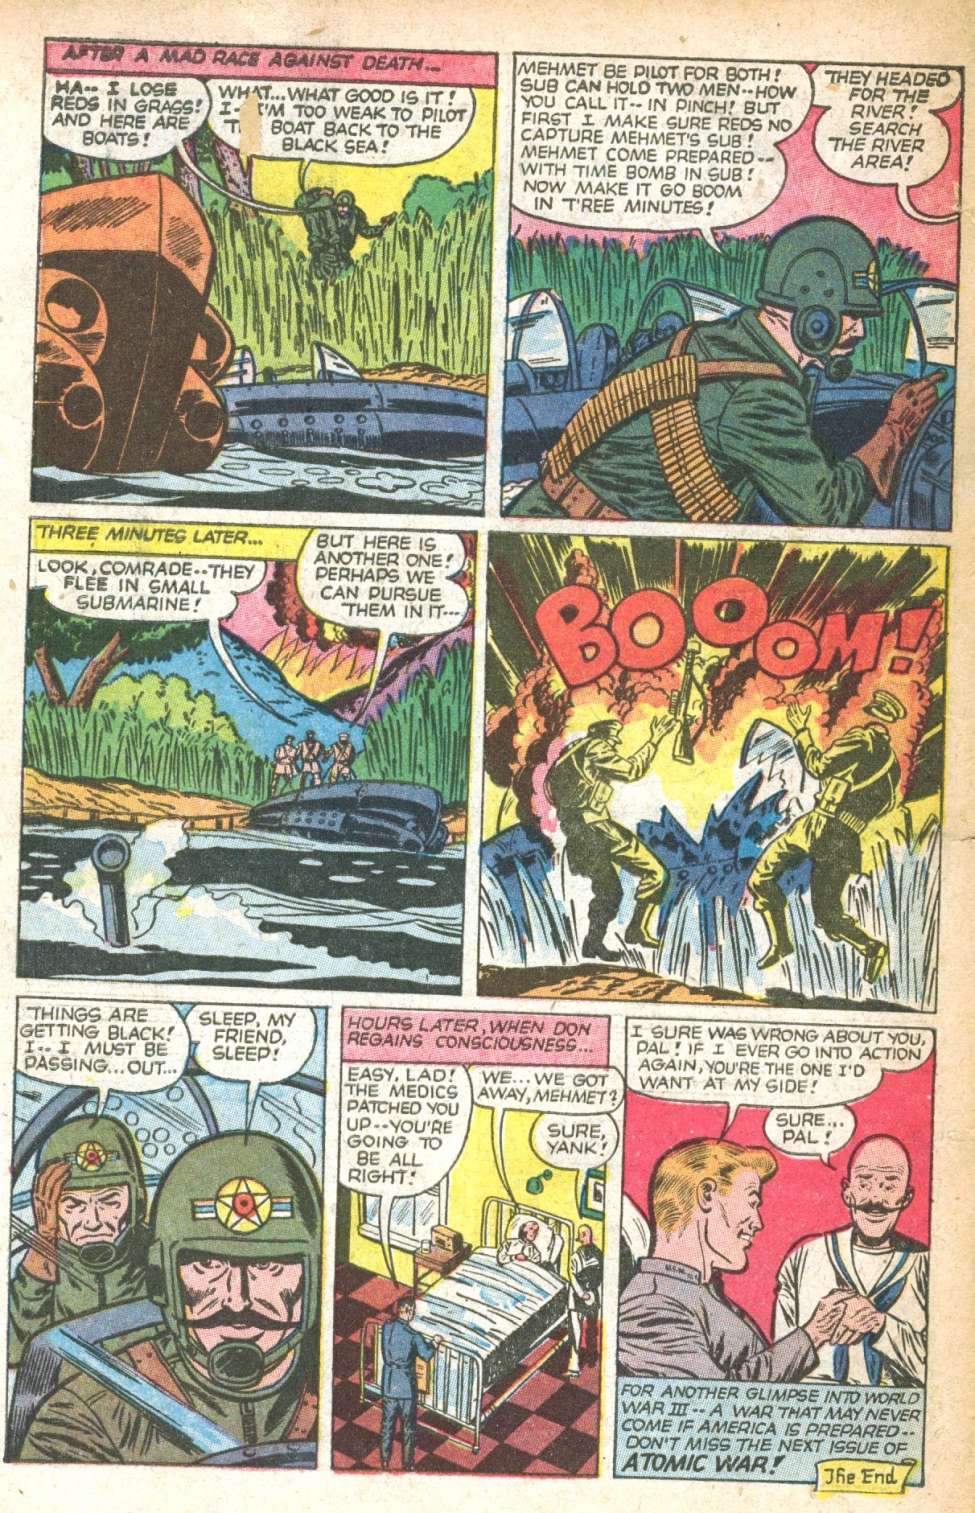 AFTER A MAD RACE AGAINST DEATH...
HA-- I LOSE
REDS IN GRASS!
AND HERE ARE
BOATS!
WHAT...WHAT GOOD IS IT!
I-- I'M TOO WEAK TO PILOT
BOAT BACK TO THE
BLACK SEA!
MEHMET BE PILOT FOR BOTH!
SUB CAN HOLD TWO MEN--HOW
YOU CALL IT--IN PINCH! BUT
FIRST I MAKE SURE REDS NO
CAPTURE MEHMET'S SUB!
MEHMET COME PREPARED--
WITH TIME BOMB IN SUB!
NOW MAKE IT GO BOOM
IN T'REE MINUTES!
THEY HEADED
FOR THE
RIVER!
SEARCH
THE RIVER
AREA!
THREE MINUTES LATER...
LOOK, COMRADE--THEY
FLEE IN SMALL
SUBMARINE!
BUT HERE IS
ANOTHER ONE!
PERHAPS WE
CAN PURSUE
THEM IN IT...
BOOOOM!
THINGS ARE
GETTING BLACK!
I--I MUST BE
PASSING...OUT...
SLEEP, MY
FRIEND,
SLEEP!
HOURS LATER, WHEN DON
REGAINS CONSCIOUSNESS...
EASY, LAD!
THE MEDICS
PATCHED YOU
UP--YOU'RE
GOING TO
BE ALL
RIGHT!
WE...WE GOT
AWAY, MEHMET?
SURE,
YANK!
I SURE WAS WRONG ABOUT YOU,
PAL! IF I EVER GO INTO ACTION
AGAIN, YOU'RE THE ONE I'D
WANT AT MY SIDE!
SURE...
PAL!
FOR ANOTHER GLIMPSE INTO WORLD
WAR III--A WAR THAT MAY NEVER
COME IF AMERICA IS PREPARED--
DON'T MISS THE NEXT ISSUE OF
ATOMIC WAR!
The End